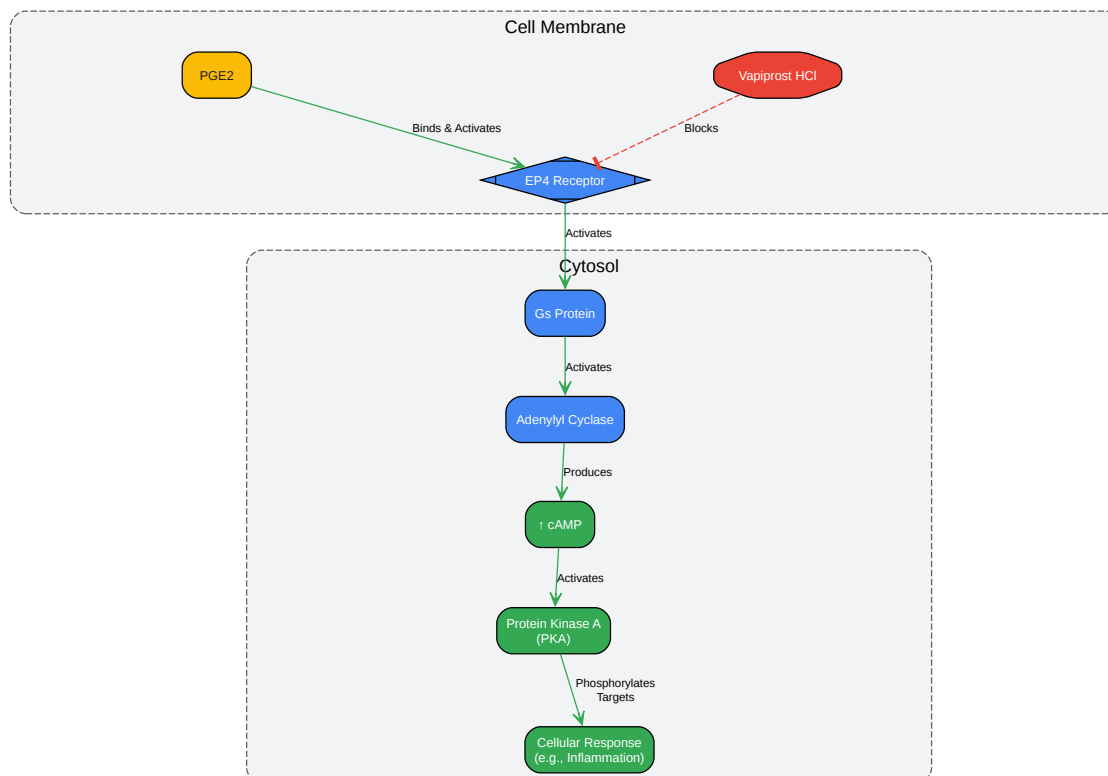 Cell Membrane
PGE2
Vapiprost HCl
Binds & Activates
Blocks
EP4 Receptor
Activates
Cytosol
Gs Protein
Activates
Adenylyl Cyclase
Produces
↑ cAMP
Activates
Protein Kinase A
(PKA)
Phosphorylates
Targets
Cellular Response
(e.g., Inflammation)